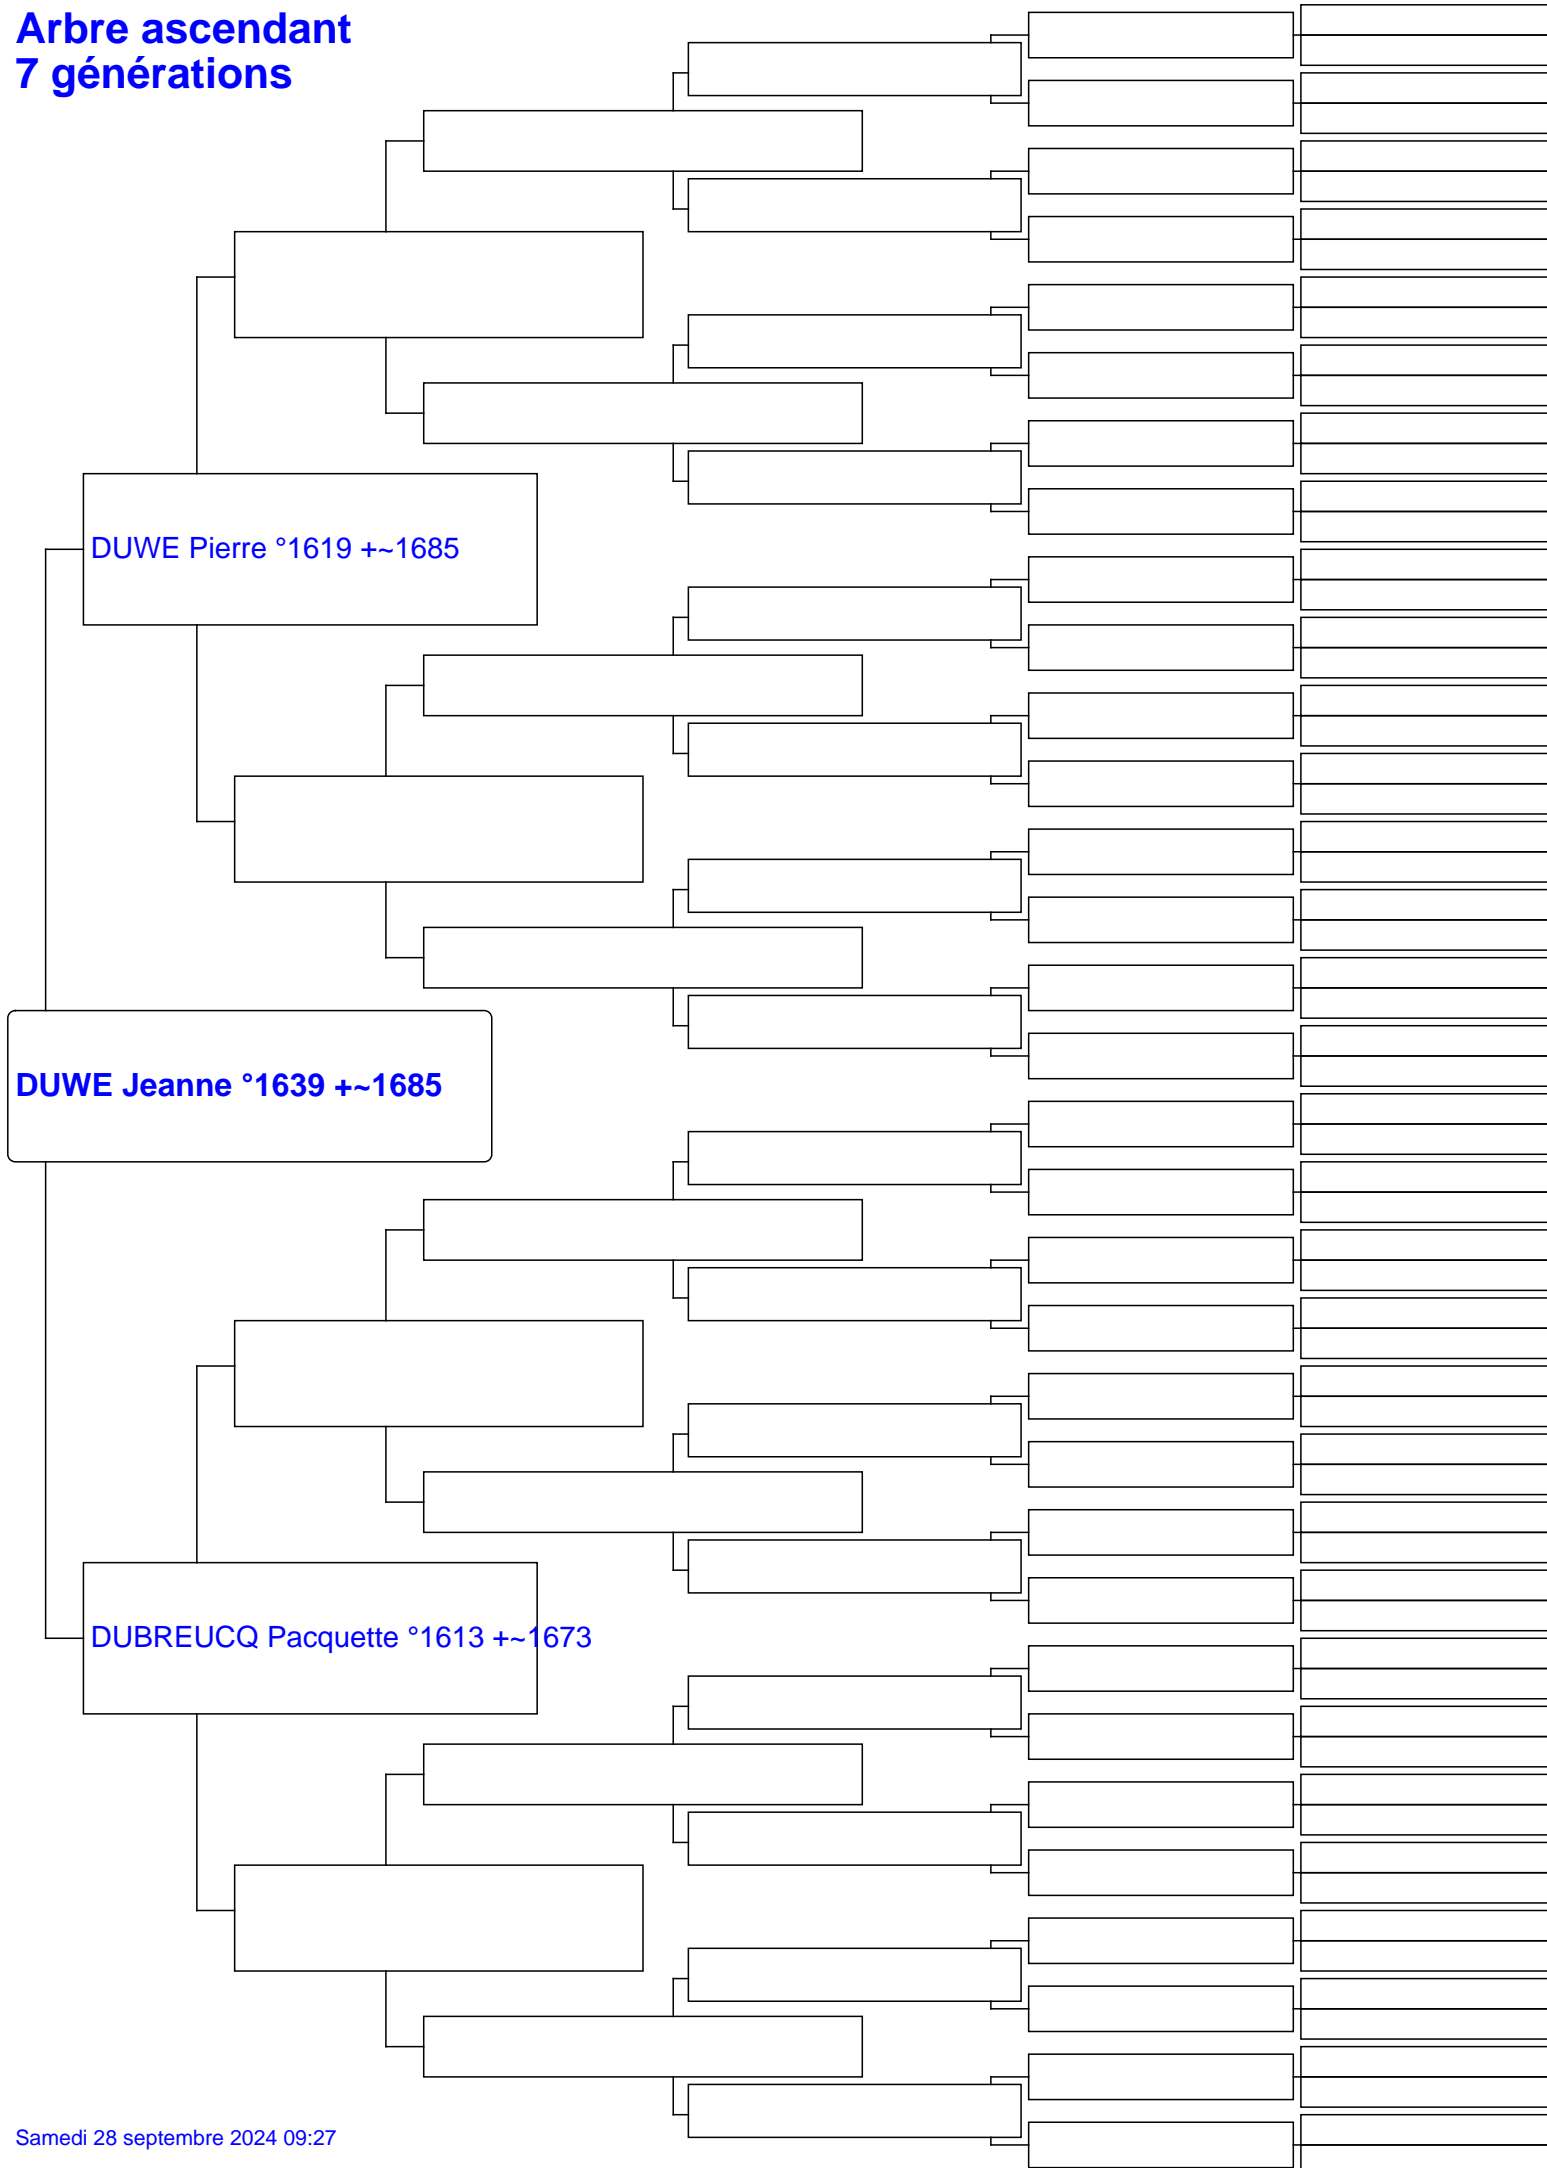 Arbre ascendant
7 générations
DUWE Pierre °1619 +~1685
DUWE Jeanne °1639 +~1685
DUBREUCQ Pacquette °1613 +~1673
Samedi 28 septembre 2024 09:27